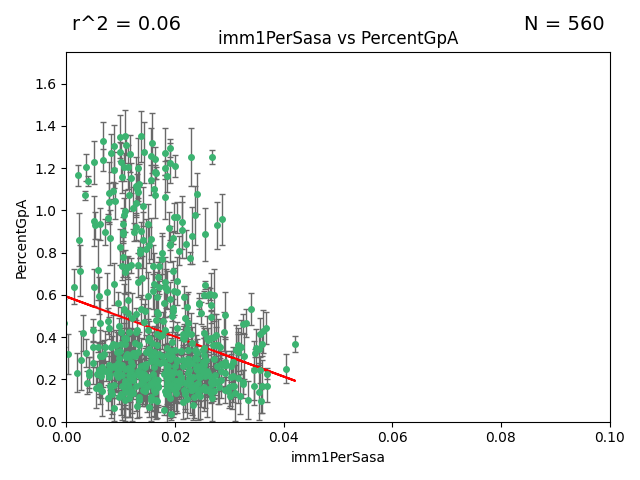 r^2 = 0.06
N = 560
imm1PerSasa vs PercentGpA
PercentGpA
1.6
1.4
1.2
1.0
0.8
0.6
0.4
0.2
0.0
0.00 0.02 0.04 0.06 0.08 0.10
imm1PerSasa